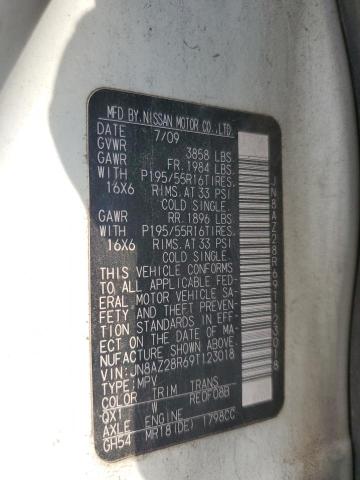 MFD BY NISSAN MOTOR CO., LTD.
DATE 7/09
GVWR 3858 LBS.
GAWR FR. 1984 LBS.
WITH P195/55R16TIRES.
16X6 RIMS. AT 33 PSI
COLD SINGLE.
GAWR RR. 1896 LBS.
WITH P195/55R16TIRES.
16X6 RIMS. AT 33 PSI
COLD SINGLE.
THIS VEHICLE CONFORMS
TO ALL APPLICABLE FED-
ERAL MOTOR VEHICLE SA-
FETY AND THEFT PREVEN-
TION STANDARDS IN EFF-
ECT ON THE DATE OF MA-
NUFACTURE SHOWN ABOVE.
VIN: JN8AZ28R69T123018
TYPE: MPV
COLOR TRIM TRANS
QX1 W RE0F08B
AXLE ENGINE
GH54 MR18(DE) 1798CC
JN8AZ28R69T123018